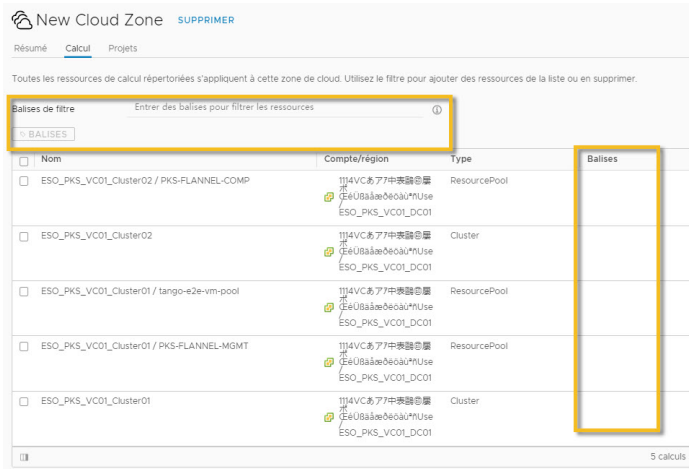 New Cloud Zone SUPPRIMER
Résumé Calcul Projets
Toutes les ressources de calcul répertoriées s'appliquent à cette zone de cloud. Utilisez le filtre pour ajouter des ressources de la liste ou en supprimer.
Balises de filtre Entrer des balises pour filtrer les ressources
BALISES
Nom Compte/région Type Balises
ESO_PKS_VC01_Cluster02 / PKS-FLANNEL-COMP ResourcePool
/
ESO_PKS_VC01_DC01
ESO_PKS_VC01_Cluster02 Cluster
/
ESO_PKS_VC01_DC01
ESO_PKS_VC01_Cluster01 / tango-e2e-vm-pool ResourcePool
/
ESO_PKS_VC01_DC01
ESO_PKS_VC01_Cluster01 / PKS-FLANNEL-MGMT ResourcePool
/
ESO_PKS_VC01_DC01
ESO_PKS_VC01_Cluster01 Cluster
/
ESO_PKS_VC01_DC01
5 calculs